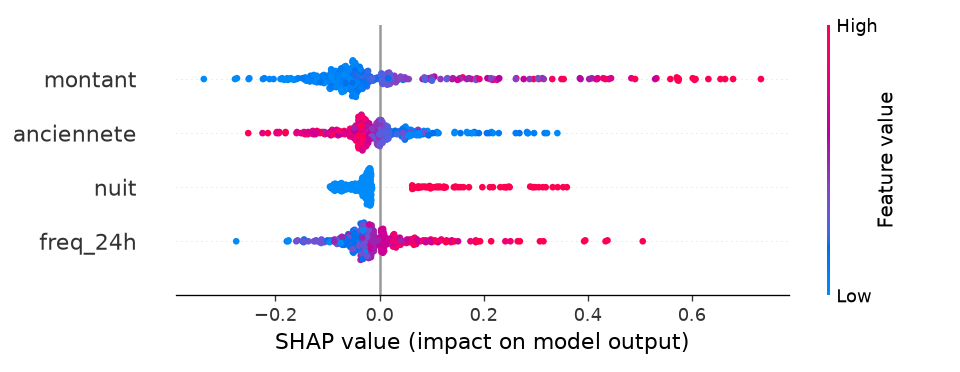 High
montant
anciennete
nuit
freq_24h
Feature value
Low
−0.2 0.0 0.2 0.4 0.6
SHAP value (impact on model output)